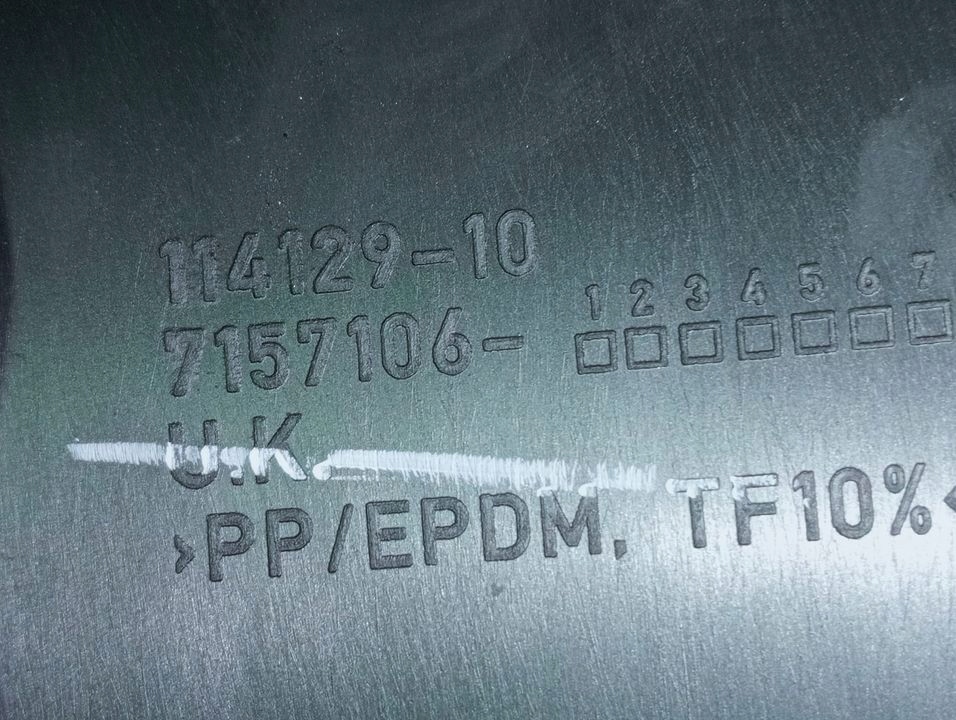 114129-10
1 2 3 4 5 6 7
7157106-
U.K.
>PP/EPDM, TF10%<